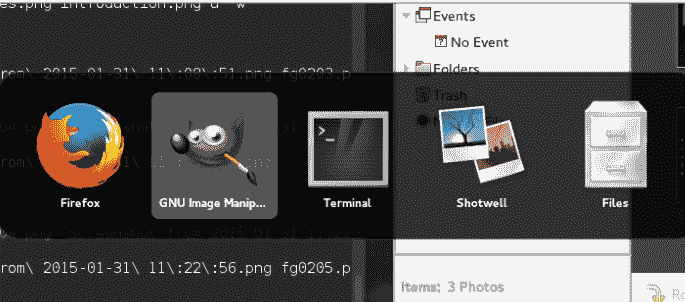 es.png introduction.png d w
Events
No Event
rom\ 2015-01-31\ 11\:08\:51.png fg0203.p
Folders
Trash
>_
Firefox
GNU Image Manip...
Terminal
Shotwell
Files
rom\ 2015-01-31\ 11\:22\:56.png fg0205.p
Items: 3 Photos